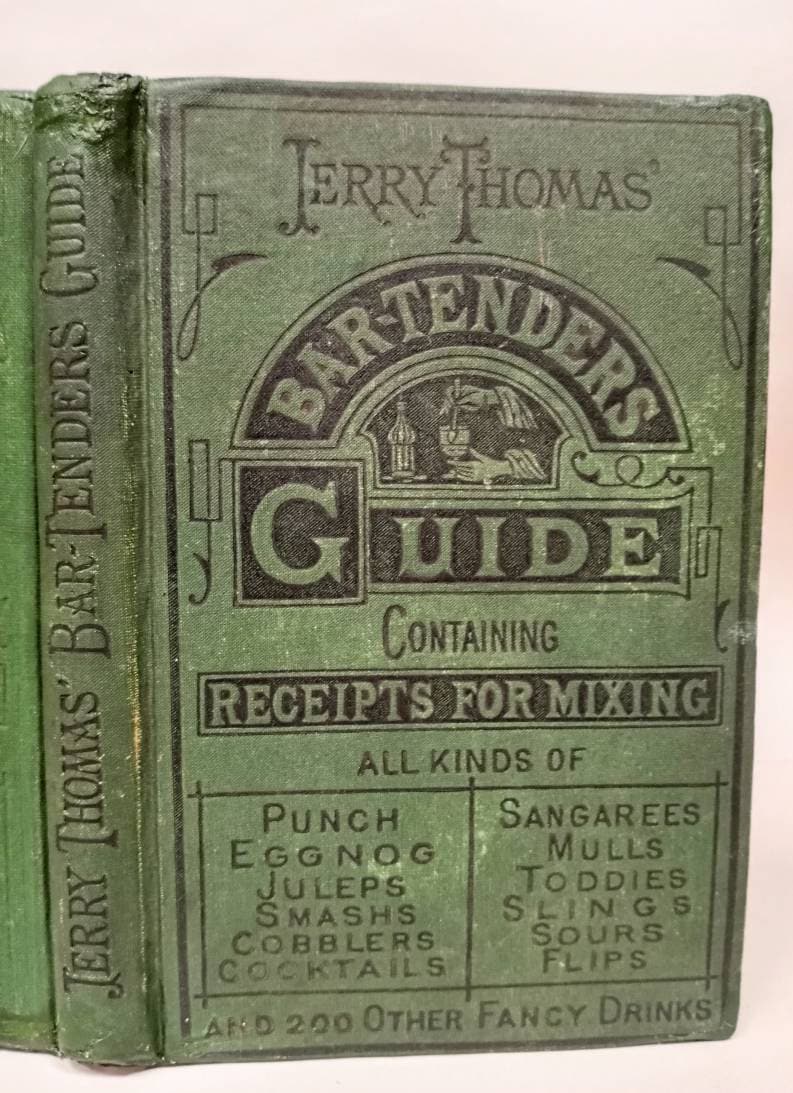 JERRY THOMAS' BAR-TENDERS GUIDE
JERRY THOMAS'
BAR-TENDERS
GUIDE
CONTAINING
RECEIPTS FOR MIXING
ALL KINDS OF
PUNCH
EGGNOG
JULEPS
SMASHS
COBBLERS
COCKTAILS
SANGAREES
MULLS
TODDIES
SLINGS
SOURS
FLIPS
AND 200 OTHER FANCY DRINKS